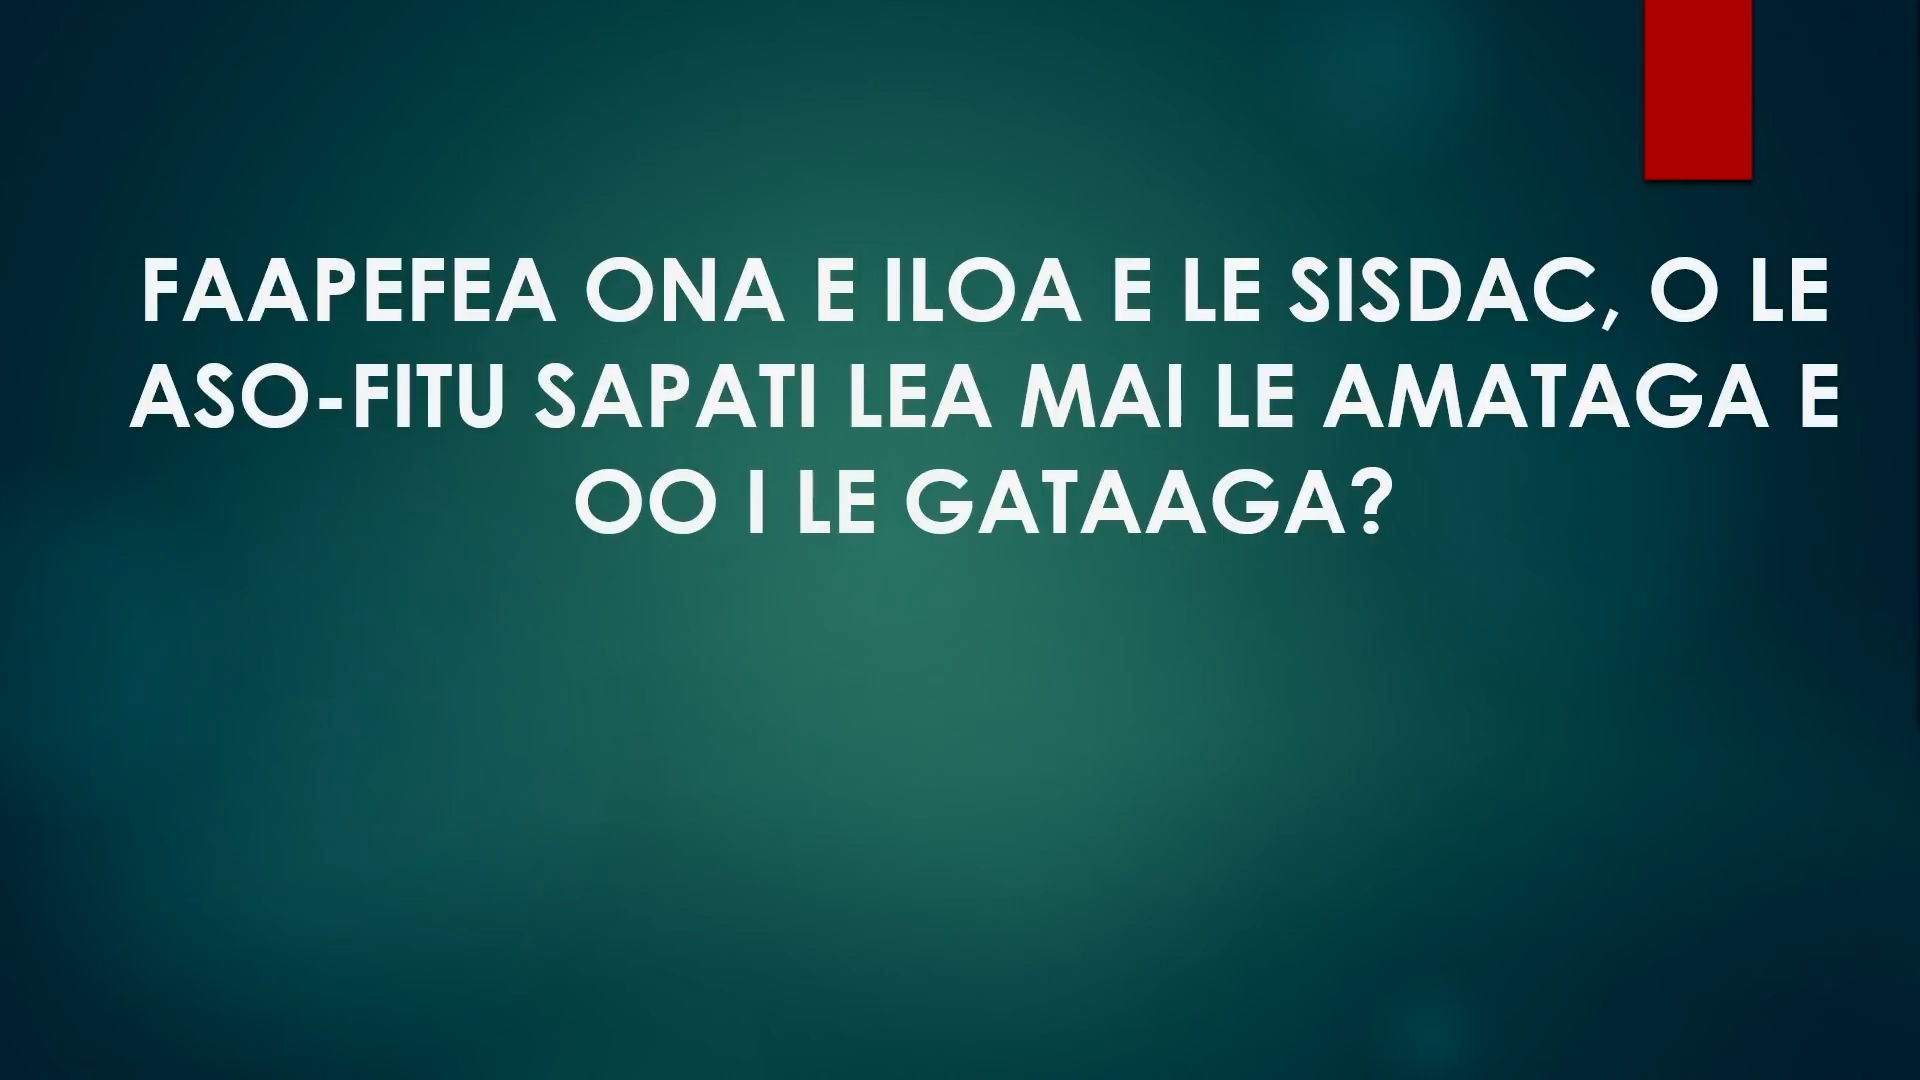 FAAPEFEA ONA E ILOA E LE SISDAC, O LE
ASO-FITU SAPATI LEA MAI LE AMATAGA E
OO I LE GATAAGA?